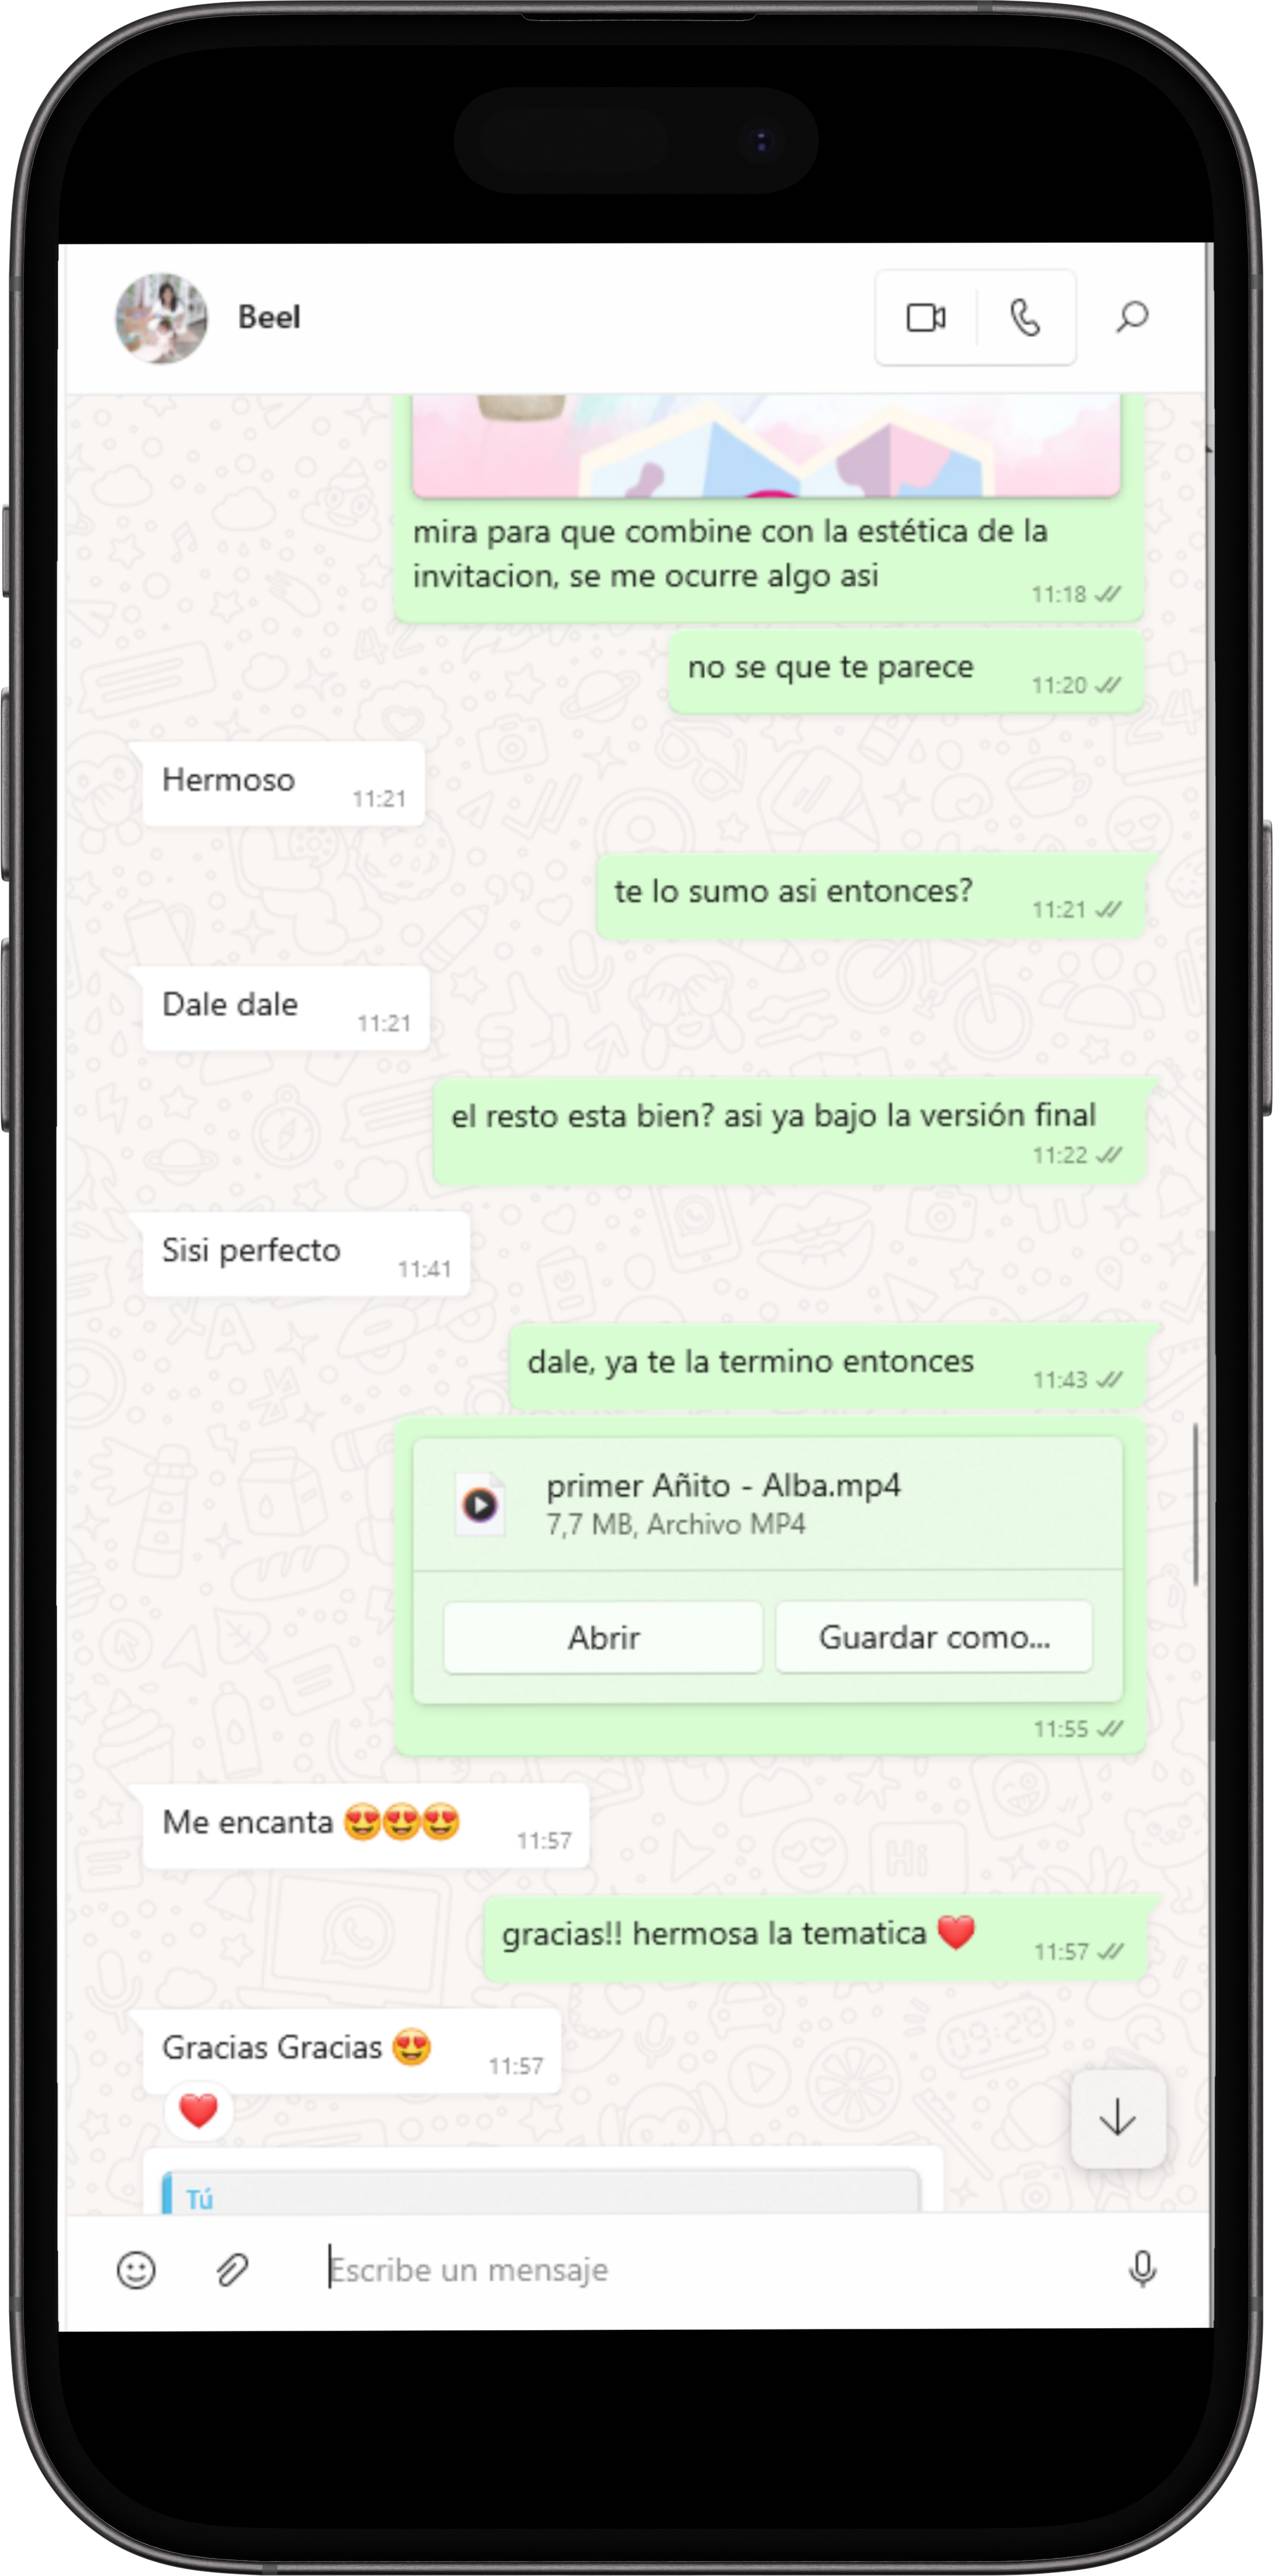 Beel
mira para que combine con la estética de la
invitacion, se me ocurre algo asi
11:18
no se que te parece
11:20
Hermoso
11:21
te lo sumo asi entonces?
11:21
Dale dale
11:21
el resto esta bien? asi ya bajo la versión final
11:22
Sisi perfecto
11:41
dale, ya te la termino entonces
11:43
primer Añito - Alba.mp4
7,7 MB, Archivo MP4
Abrir
Guardar como...
11:55
Me encanta 😍😍😍
11:57
gracias!! hermosa la tematica ❤️
11:57
Gracias Gracias 😍
11:57
❤️
Tú
Escribe un mensaje